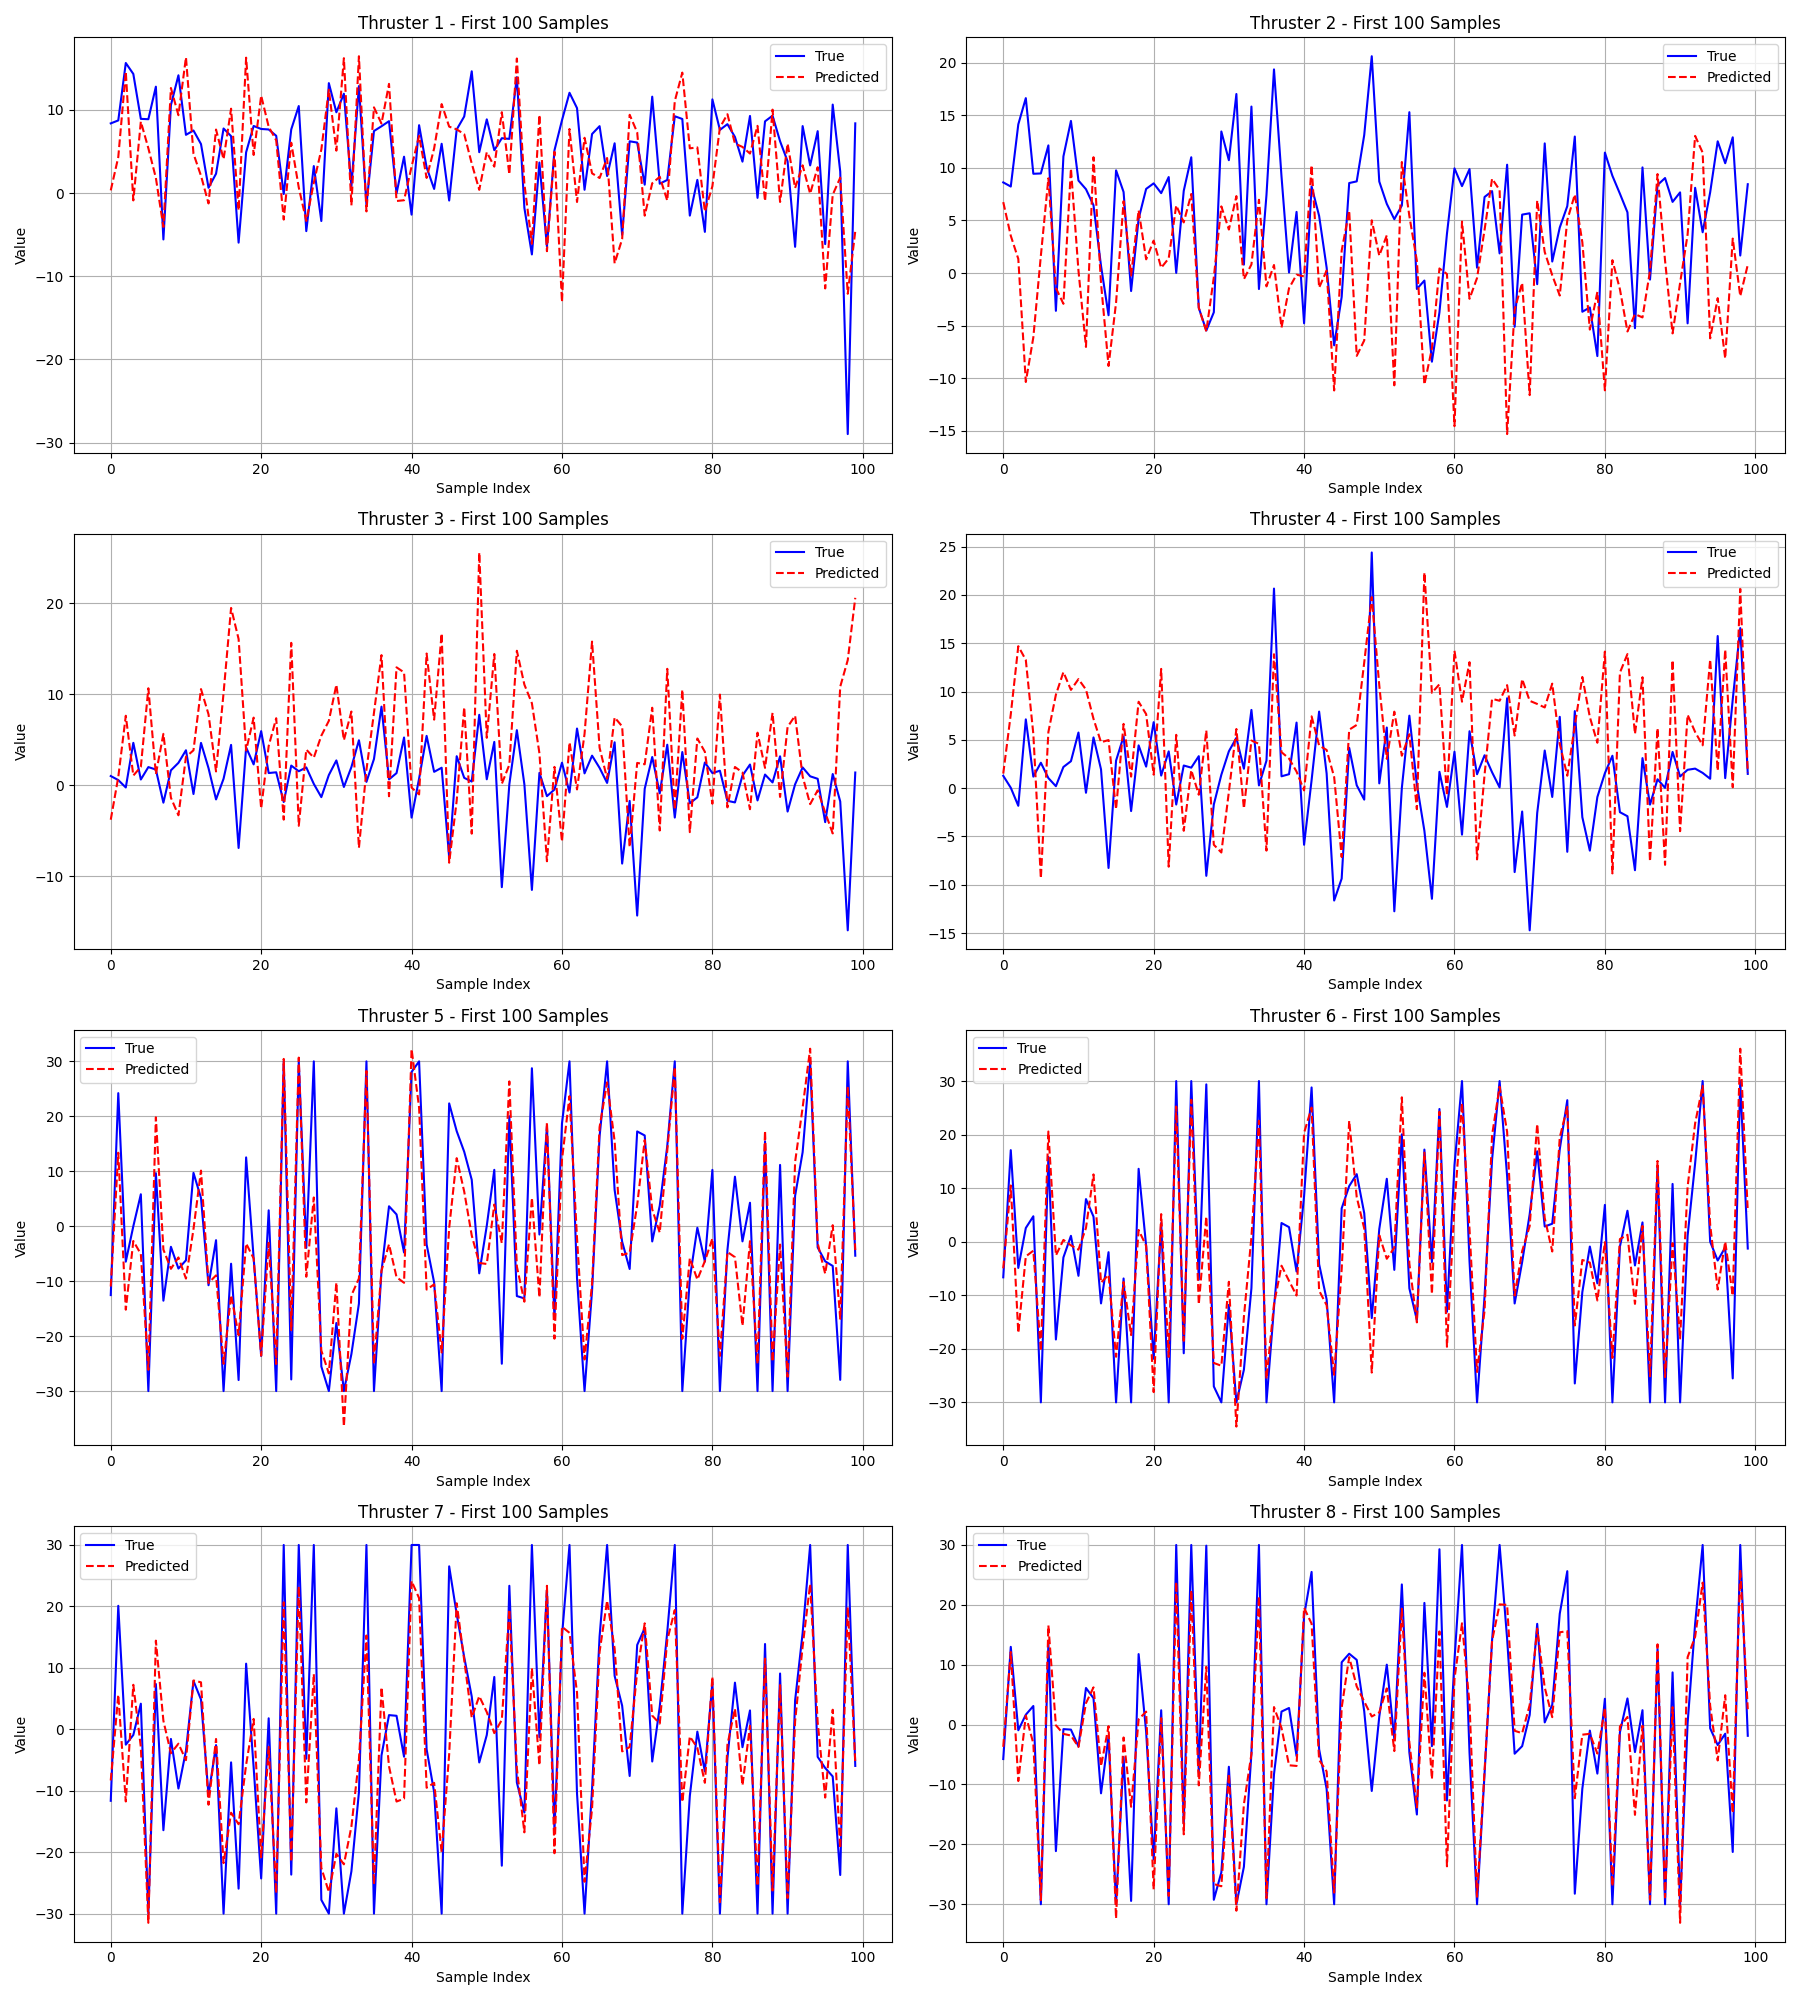 Thruster 1 - First 100 Samples
True
Predicted
10
0
−10
−20
−30
Value
0 20 40 60 80 100
Sample Index
Thruster 2 - First 100 Samples
True
Predicted
20
15
10
5
0
−5
−10
−15
Value
0 20 40 60 80 100
Sample Index
Thruster 3 - First 100 Samples
True
Predicted
20
10
0
−10
Value
0 20 40 60 80 100
Sample Index
Thruster 4 - First 100 Samples
True
Predicted
25
20
15
10
5
0
−5
−10
−15
Value
0 20 40 60 80 100
Sample Index
Thruster 5 - First 100 Samples
True
Predicted
30
20
10
0
−10
−20
−30
Value
0 20 40 60 80 100
Sample Index
Thruster 6 - First 100 Samples
True
Predicted
30
20
10
0
−10
−20
−30
Value
0 20 40 60 80 100
Sample Index
Thruster 7 - First 100 Samples
True
Predicted
30
20
10
0
−10
−20
−30
Value
0 20 40 60 80 100
Sample Index
Thruster 8 - First 100 Samples
True
Predicted
30
20
10
0
−10
−20
−30
Value
0 20 40 60 80 100
Sample Index